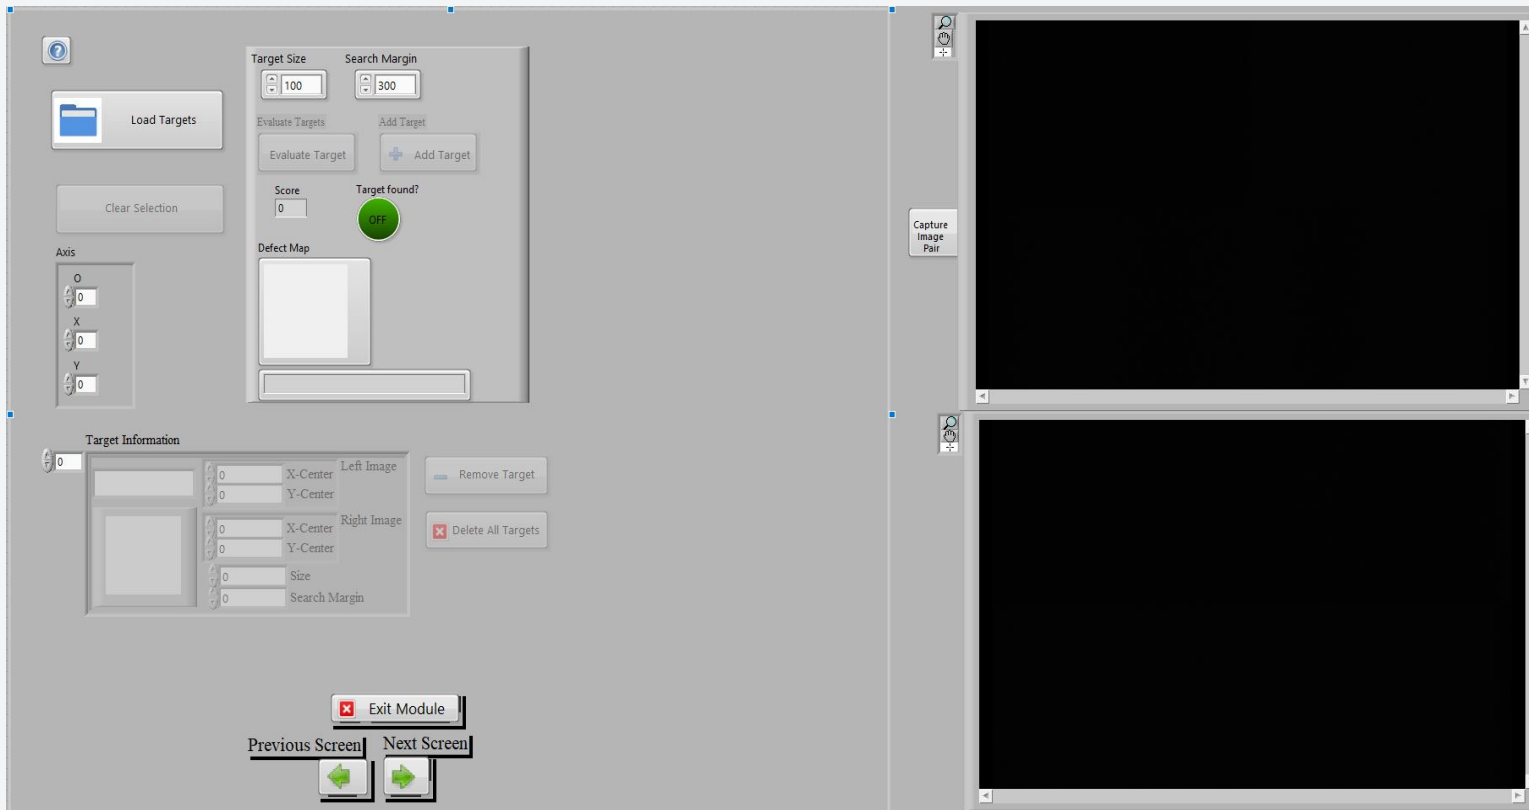 ?
Load Targets
Clear Selection
Axis
O
0
X
0
Y
0
Target Size
Search Margin
100
300
Evaluate Targets
Add Target
Evaluate Target
Add Target
Score
Target found?
0
OFF
Defect Map
Capture
Image
Pair
Target Information
0
0
X-Center
Left Image
0
Y-Center
0
X-Center
Right Image
0
Y-Center
0
Size
0
Search Margin
Remove Target
Delete All Targets
Exit Module
Previous Screen
Next Screen